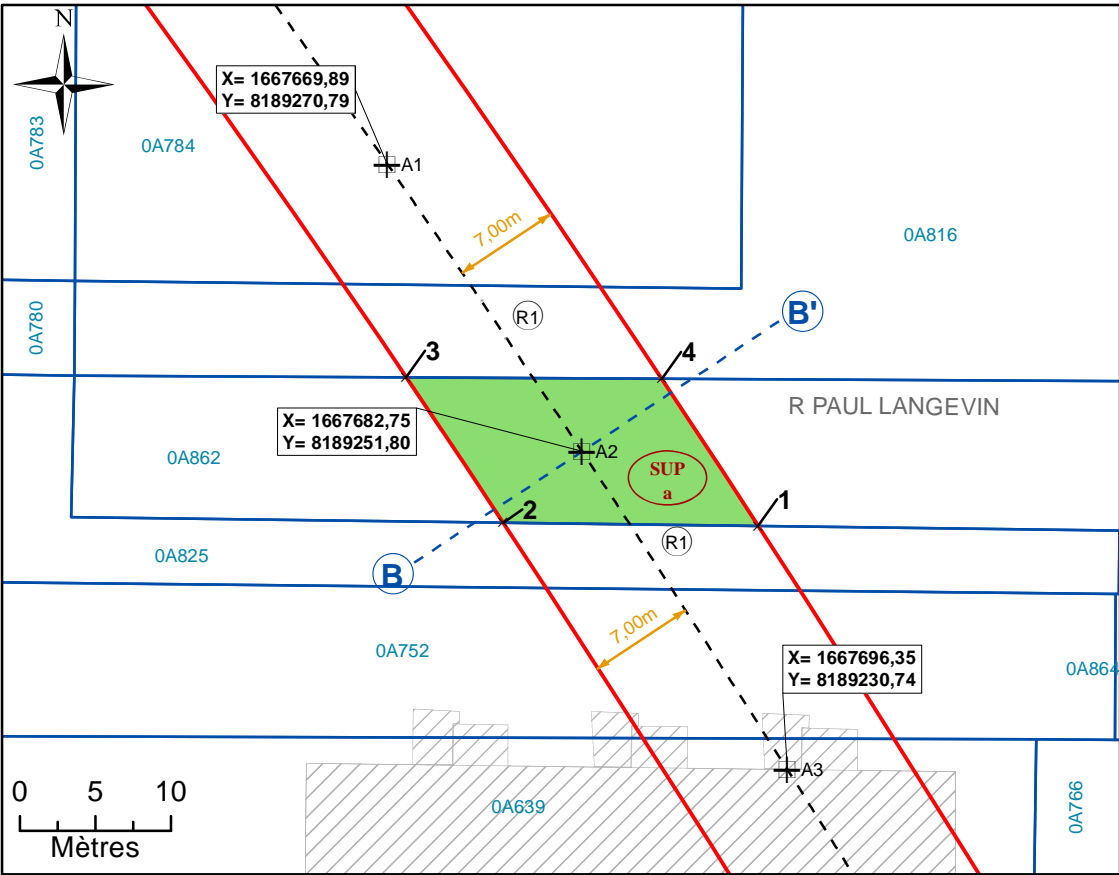 N
X= 1667669,89
Y= 8189270,79
0A783
0A784
A1
7,00m
0A816
0A780
R1
B'
3
4
R PAUL LANGEVIN
X= 1667682,75
Y= 8189251,80
0A862
A2
SUP
a
2
1
R1
0A825
B
7,00m
0A752
X= 1667696,35
Y= 8189230,74
0A864
A3
0 5 10
Mètres
0A639
0A766